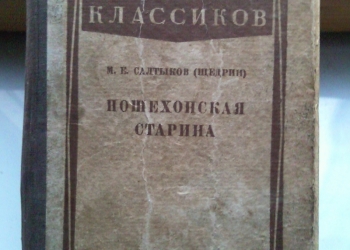 КЛАССИКОВ
М. Е. САЛТЫКОВ (ЩЕДРИН)
ПОШЕХОНСКАЯ
СТАРИНА